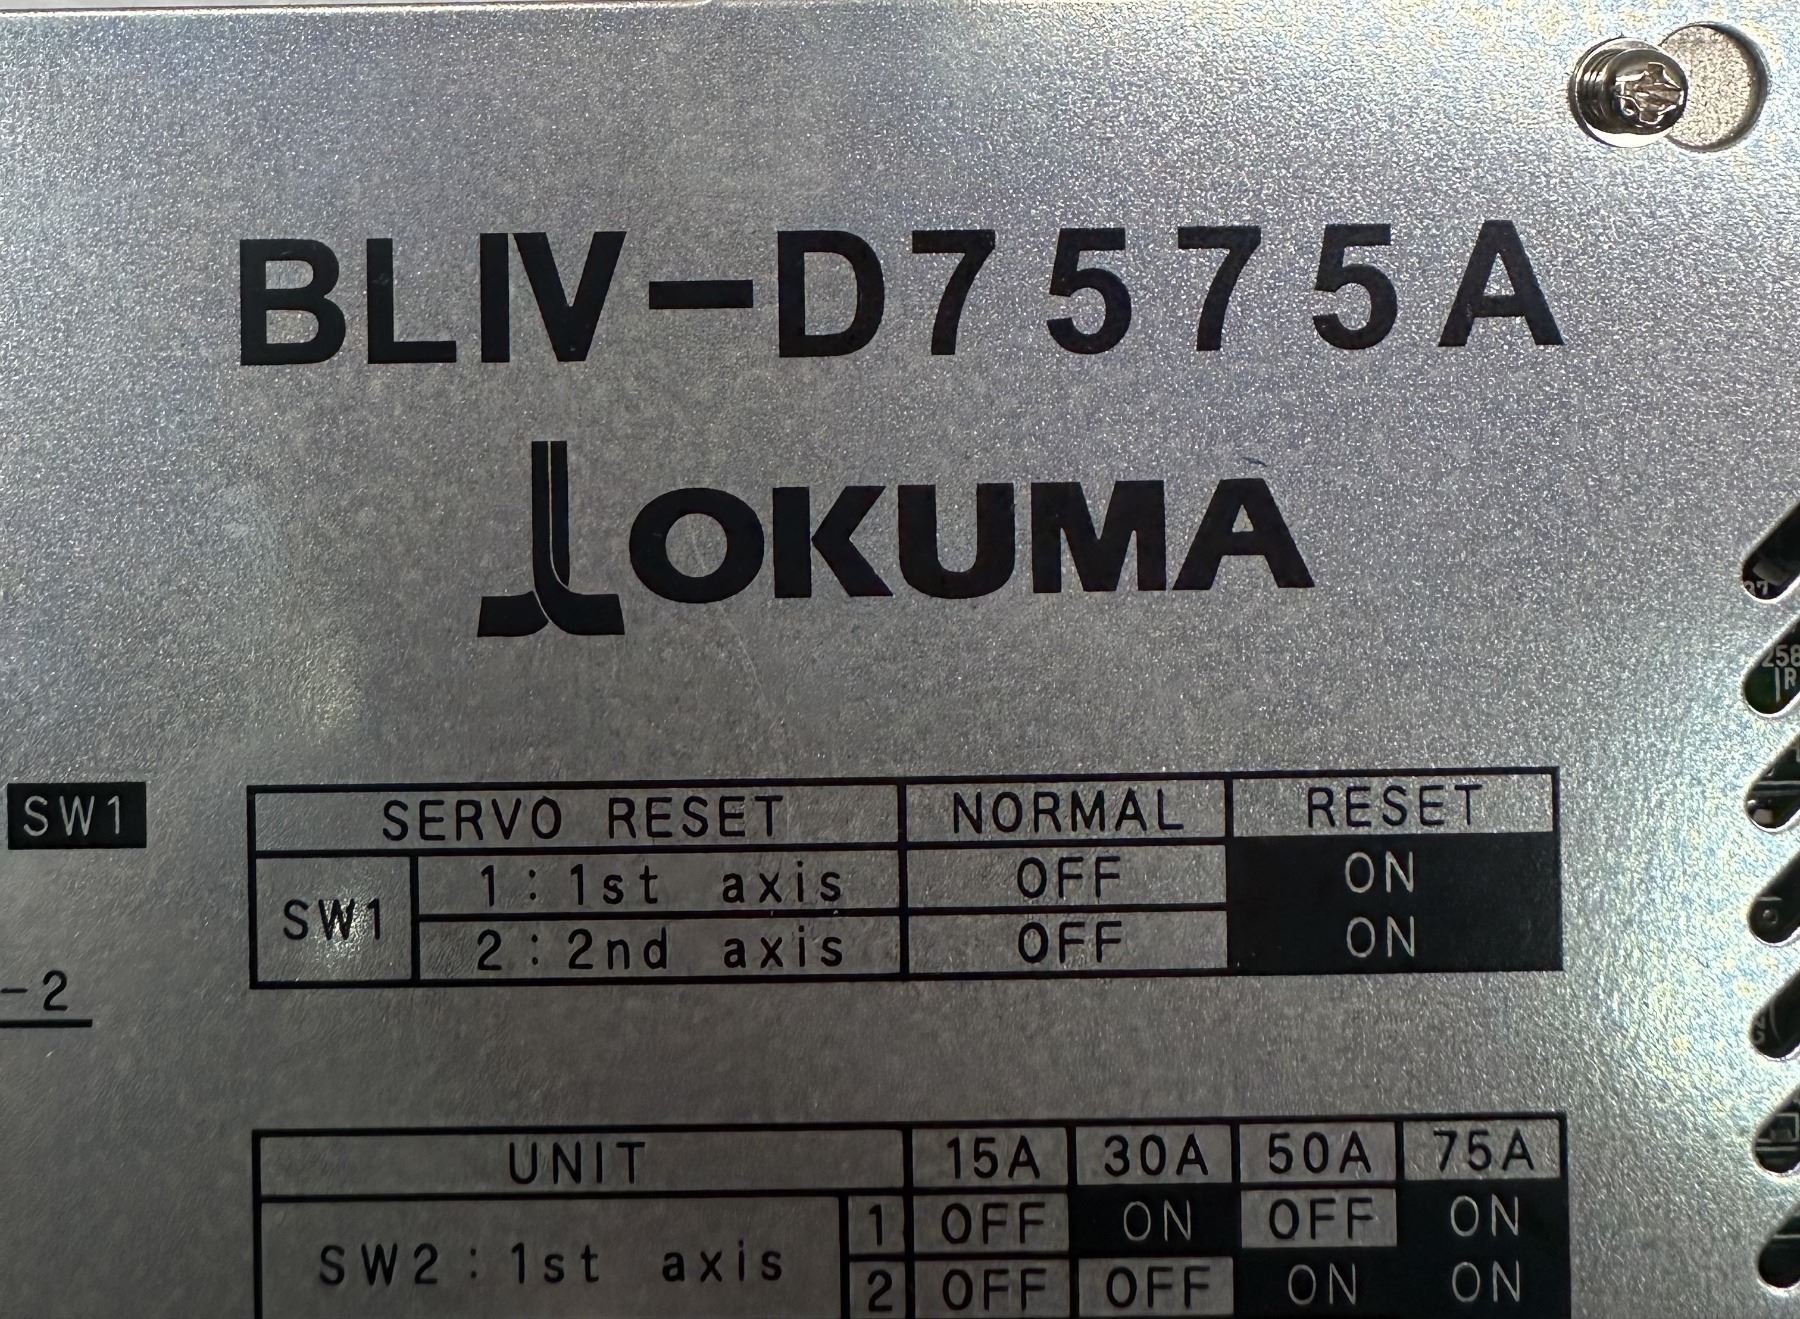 BLIV-D7575A
OKUMA
SW1
SERVO RESET NORMAL RESET
SW1 1:1st axis OFF ON
2:2nd axis OFF ON
-2
UNIT 15A 30A 50A 75A
SW2:1st axis 1 OFF ON OFF ON
2 OFF OFF ON ON
258
R